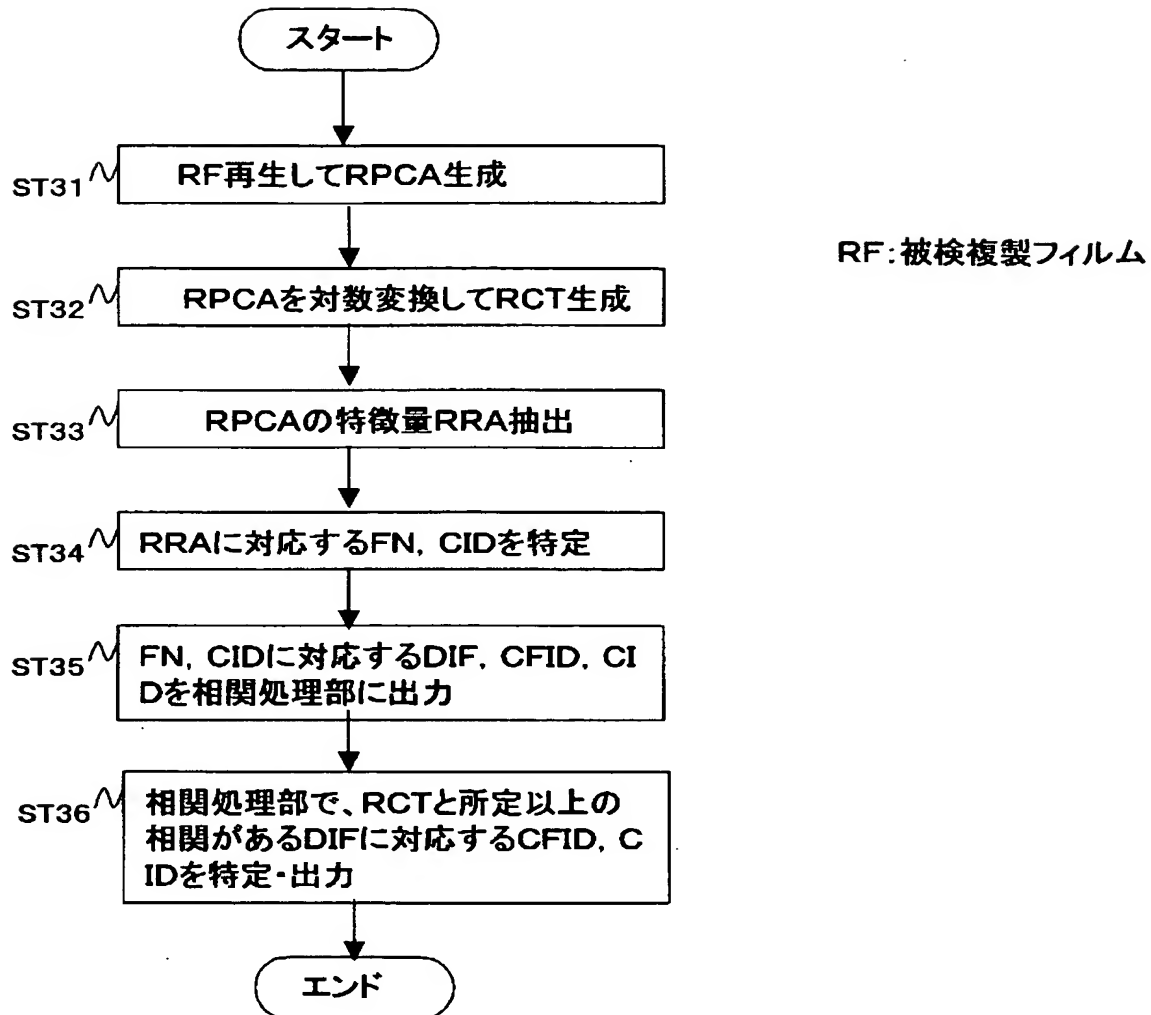 スタート
ST31
RF再生してRPCA生成
RF:被検複製フィルム
ST32
RPCAを対数変換してRCT生成
ST33
RPCAの特徴量RRA抽出
ST34
RRAに対応するFN, CIDを特定
ST35
FN, CIDに対応するDIF, CFID, CI
Dを相関処理部に出力
ST36
相関処理部で、RCTと所定以上の
相関があるDIFに対応するCFID, C
IDを特定・出力
エンド